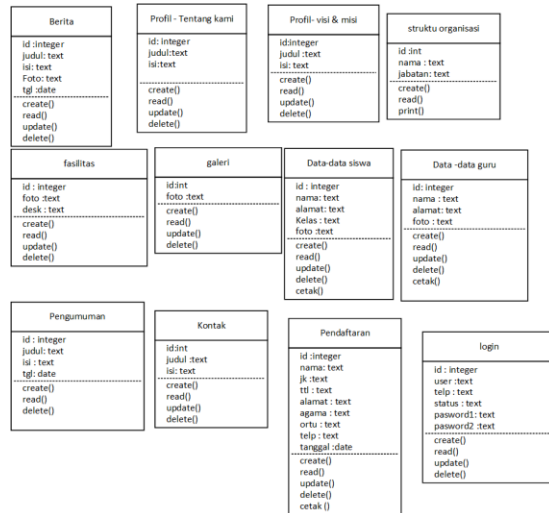 Berita
id :integer
judul: text
isi: text
Foto: text
tgl :date
create()
read()
update()
delete()
Profil - Tentang kami
id: integer
judul:text
isi:text
create()
read()
update()
delete()
Profil- visi & misi
id:integer
judul : text
isi: text
create()
read()
update()
delete()
struktu organisasi
id :int
nama : text
jabatan: text
create()
read()
print()
fasilitas
id : integer
foto :text
desk : text
create()
read()
update()
delete()
galeri
id:int
foto :text
create()
read()
update()
delete()
Data-data siswa
id : integer
nama: text
alamat: text
Kelas : text
foto :text
create()
read()
update()
delete()
cetak()
Data -data guru
id: integer
nama : text
alamat: text
foto : text
create()
read()
update()
delete()
cetak()
Pengumuman
id : integer
judul: text
isi : text
tgl: date
create()
read()
delete()
Kontak
id:int
judul :text
isi: text
create()
read()
update()
delete()
Pendaftaran
id :integer
nama: text
jk :text
ttl : text
alamat : text
agama : text
ortu : text
telp : text
tanggal :date
create()
read()
update()
delete()
cetak ()
login
id : integer
user :text
telp : text
status : text
pasword1: text
pasword2 :text
create()
read()
update()
delete()